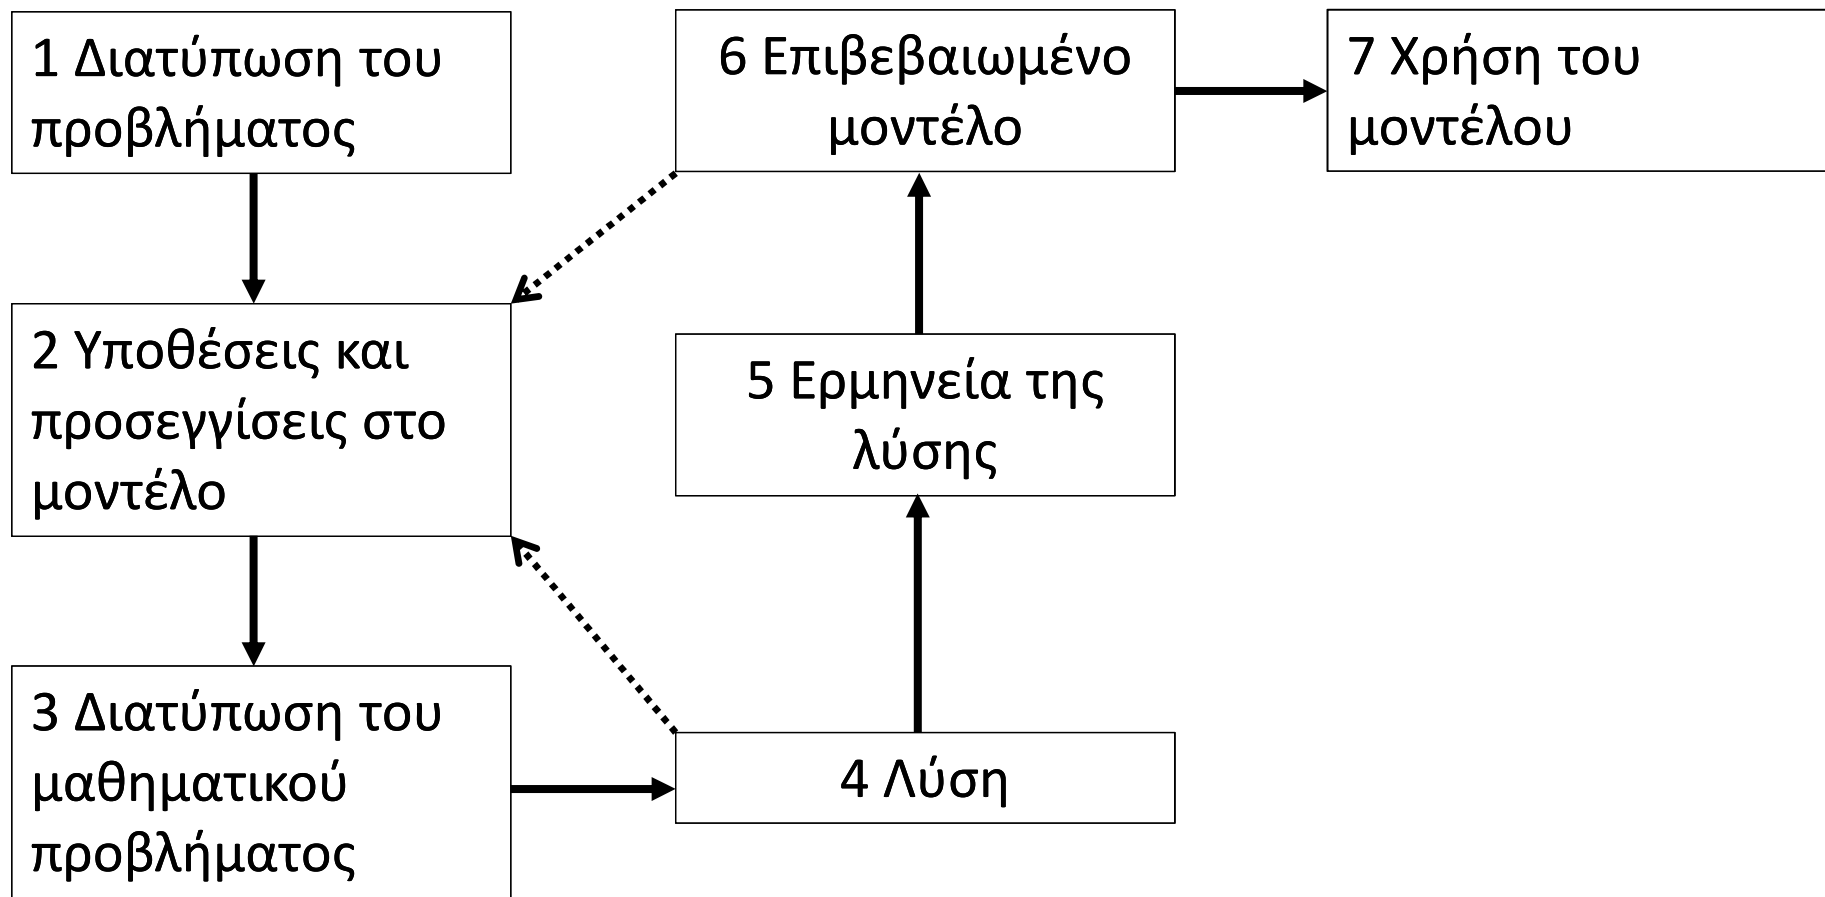 1 Διατύπωση του
προβλήματος
2 Υποθέσεις και
προσεγγίσεις στο
μοντέλο
3 Διατύπωση του
μαθηματικού
προβλήματος
4 Λύση
5 Ερμηνεία της
λύσης
6 Επιβεβαιωμένο
μοντέλο
7 Χρήση του
μοντέλου